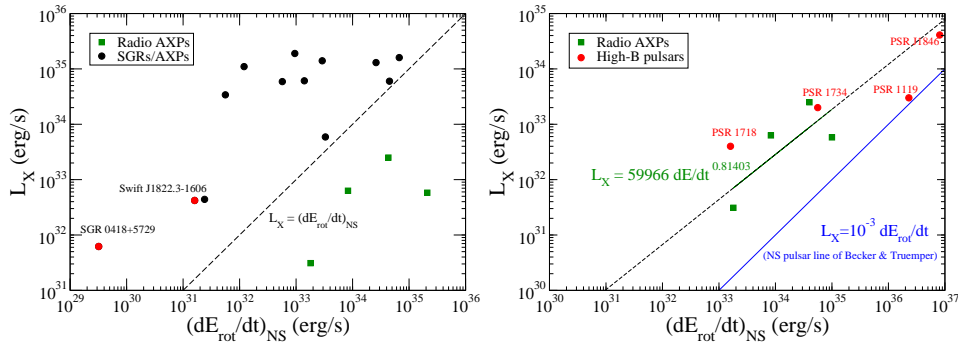 10^36
10^35
10^34
10^33
10^32
10^31
L_X (erg/s)
Radio AXPs
SGRs/AXPs
Swift J1822.3-1606
SGR 0418+5729
L_X = (dE_rot/dt)_NS
10^29 10^30 10^31 10^32 10^33 10^34 10^35 10^36
(dE_rot/dt)_NS (erg/s)
10^36
10^35
10^34
10^33
10^32
10^31
10^30
L_X (erg/s)
Radio AXPs
High-B pulsars
PSR J1846
PSR 1734
PSR 1119
PSR 1718
L_X = 59966 dE/dt^0.81403
L_X=10^-3 dE_rot/dt
(NS pulsar line of Becker & Truemper)
10^30 10^31 10^32 10^33 10^34 10^35 10^36 10^37
(dE_rot/dt)_NS (erg/s)